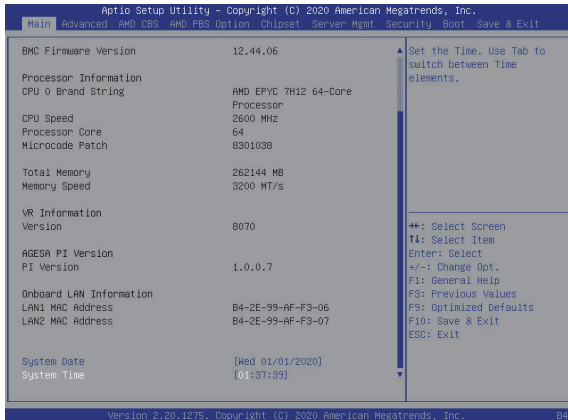 Aptio Setup Utility - Copyright (C) 2020 American Megatrends, Inc.
Main Advanced AMD CBS AMD PBS Option Chipset Server Mgmt Security Boot Save & Exit
BMC Firmware Version 12.44.06
Processor Information
CPU 0 Brand String AMD EPYC 7H12 64-Core
Processor
CPU Speed 2600 MHz
Processor Core 64
Microcode Patch 8301038
Total Memory 262144 MB
Memory Speed 3200 MT/s
VR Information
Version 8070
AGESA PI Version
PI Version 1.0.0.7
Onboard LAN Information
LAN1 MAC Address B4-2E-99-AF-F3-06
LAN2 MAC Address B4-2E-99-AF-F3-07
System Date [Wed 01/01/2020]
System Time [01:37:39]
Set the Time. Use Tab to
switch between Time
elements.
→←: Select Screen
↑↓: Select Item
Enter: Select
+/-: Change Opt.
F1: General Help
F3: Previous Values
F9: Optimized Defaults
F10: Save & Exit
ESC: Exit
Version 2.20.1275. Copyright (C) 2020 American Megatrends, Inc.
B4